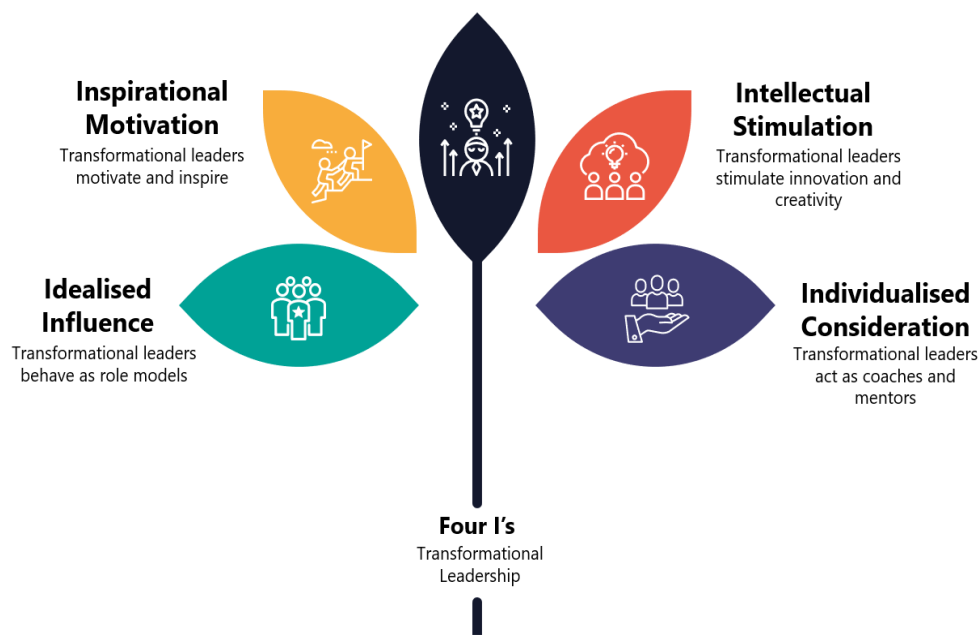 Inspirational
Motivation
Transformational leaders
motivate and inspire
Intellectual
Stimulation
Transformational leaders
stimulate innovation and
creativity
Idealised
Influence
Transformational leaders
behave as role models
Individualised
Consideration
Transformational leaders
act as coaches and
mentors
Four I's
Transformational
Leadership